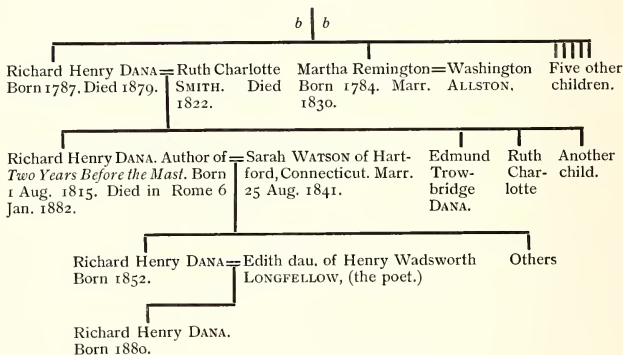 b b
Richard Henry DANA=Ruth Charlotte
Born 1787. Died 1879. SMITH. Died
1822.
Martha Remington=Washington
Born 1784. Marr. ALLSTON.
1830.
Five other
children.
Richard Henry DANA. Author of
Two Years Before the Mast. Born
1 Aug. 1815. Died in Rome 6
Jan. 1882.
=Sarah WATSON of Hart-
ford, Connecticut. Marr.
25 Aug. 1841.
Edmund
Trow-
bridge
DANA.
Ruth
Char-
lotte
Another
child.
Richard Henry DANA=Edith dau. of Henry Wadsworth
Born 1852. LONGFELLOW, (the poet.)
Others
Richard Henry DANA.
Born 1880.